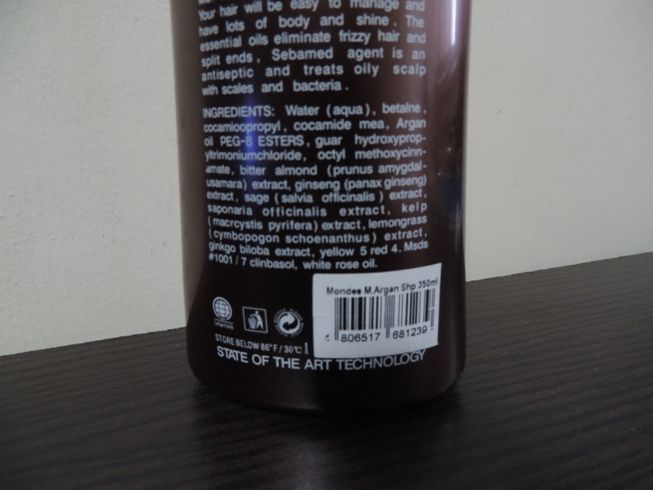 Your hair will be easy to manage and
have lots of body and shine . The
essential oils eliminate frizzy hair and
split ends , Sebamed agent is an
antiseptic and treats oily scalp
with scales and bacteria .
INGREDIENTS: Water (aqua) , betalne ,
cocamioopropyl, cocamide mea, Argan
oil PEG-8 ESTERS, guar hydroxyprop-
yltrimoniumchloride, octyl methoxycinn-
amate, bitter almond (prunus amygdal-
usamara) extract, ginseng (panax ginseng)
extract, sage (salvia officinalis) extract,
saponaria officinalis extract, kelp
(macrcystis pyrifera) extract, lemongrass
(cymbopogon schoenanthus) extract,
ginkgo biloba extract, yellow 5 red 4. Msds
#1001 / 7 clinbasol, white rose oil.
Mondes M.Argan Shp 350ml
806517 681239
STORE BELOW 86°F / 30℃
STATE OF THE ART TECHNOLOGY